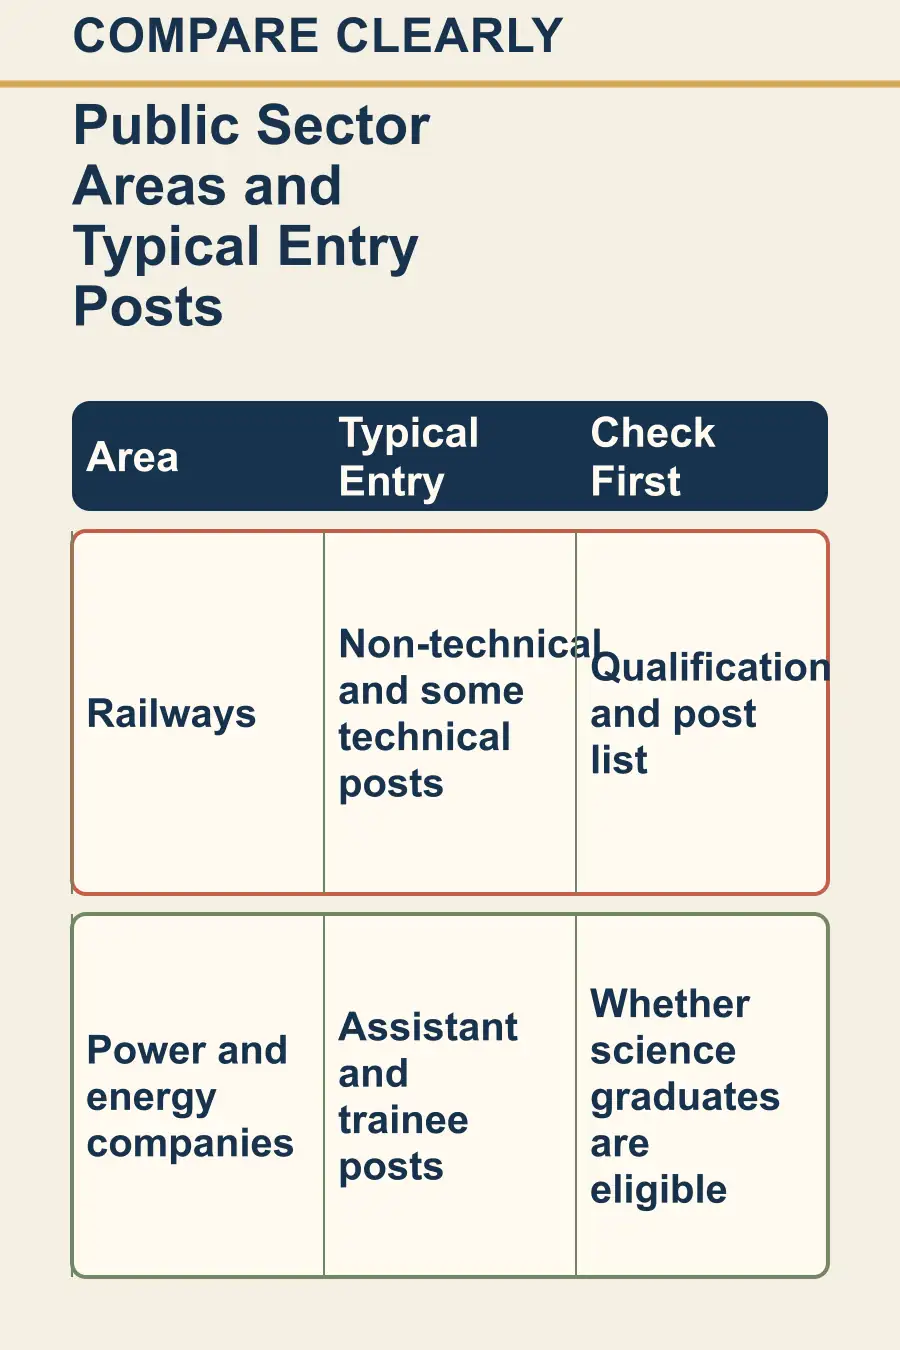 COMPARE CLEARLY
Public Sector
Areas and
Typical Entry
Posts
Area
Typical
Entry
Check
First
Railways
Non-technical
and some
technical
posts
Qualification
and post
list
Power and
energy
companies
Assistant
and
trainee
posts
Whether
science
graduates
are
eligible